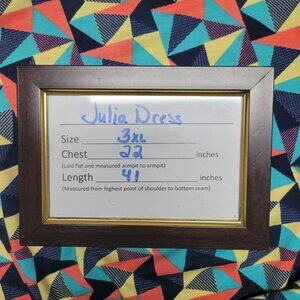 Julia Dress
Size 3XL
Chest 22 inches
(Laid flat and measured armpit to armpit)
Length 41 inches
(Measured from highest point of shoulder to bottom seam)